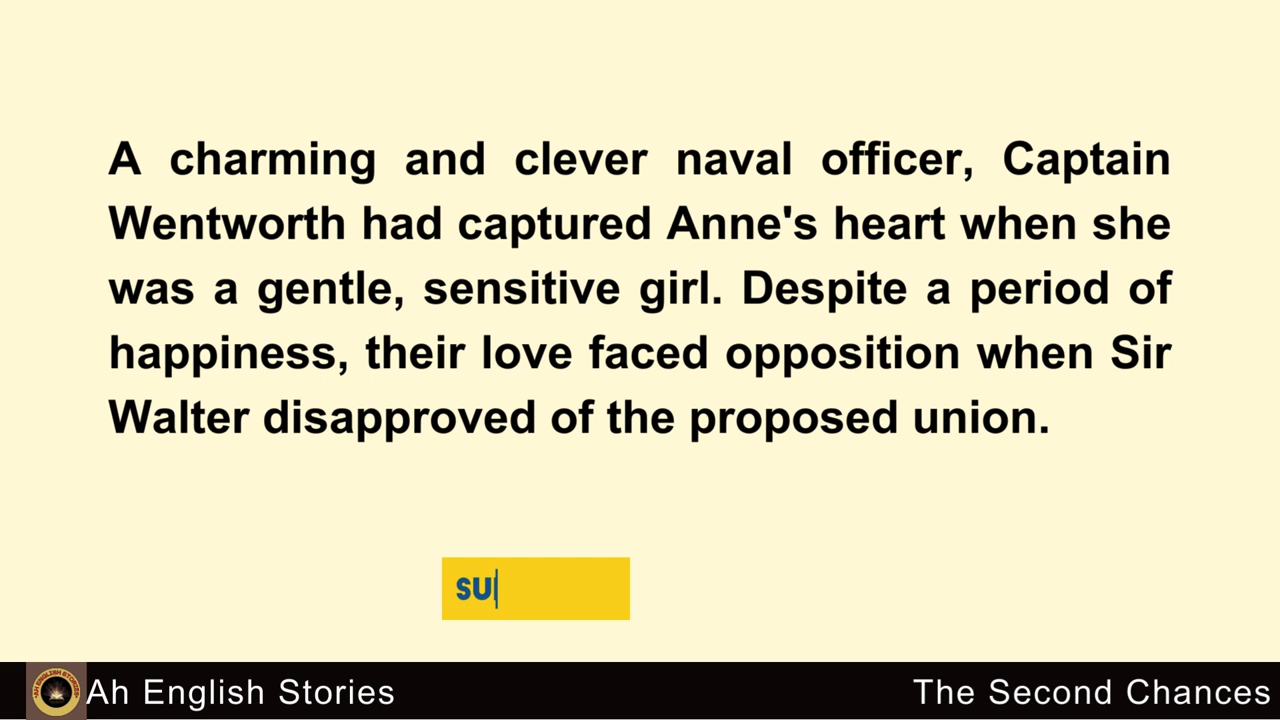 A charming and clever naval officer, Captain
Wentworth had captured Anne's heart when she
was a gentle, sensitive girl. Despite a period of
happiness, their love faced opposition when Sir
Walter disapproved of the proposed union.
SU
Ah English Stories
The Second Chances